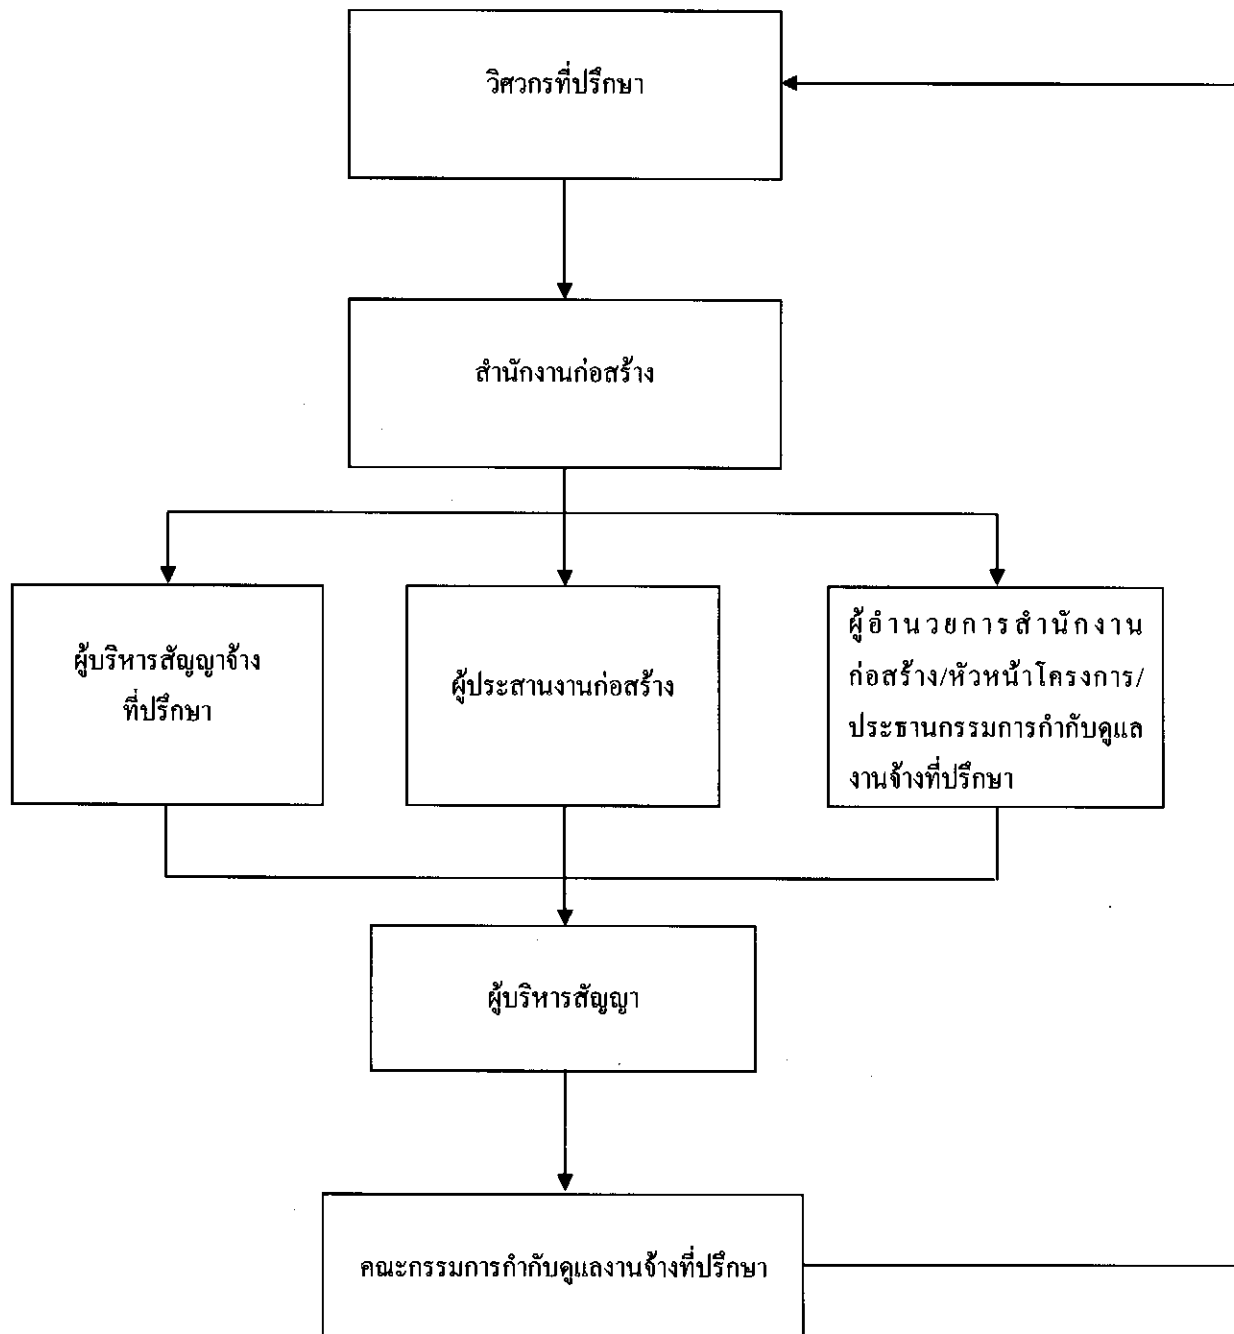 วิศวกรที่ปรึกษา
สำนักงานก่อสร้าง
ผู้บริหารสัญญาจ้าง
ที่ปรึกษา
ผู้ประสานงานก่อสร้าง
ผู้อำนวยการสำนักงาน
ก่อสร้าง/หัวหน้าโครงการ/
ประธานกรรมการกำกับดูแล
งานจ้างที่ปรึกษา
ผู้บริหารสัญญา
คณะกรรมการกำกับดูแลงานจ้างที่ปรึกษา